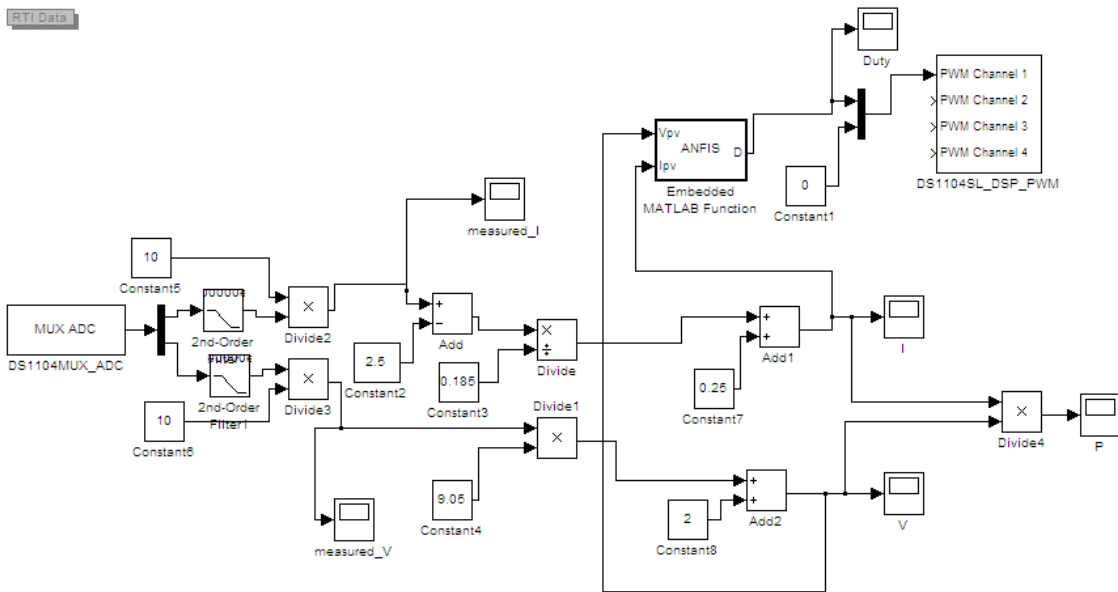 RTI Data
Duty
PWM Channel 1
PWM Channel 2
PWM Channel 3
PWM Channel 4
DS1104SL_DSP_PWM
Vpv
ANFIS
D
Ipv
Embedded
MATLAB Function
0
Constant1
measured_I
10
Constant5
MUX ADC
DS1104MUX_ADC
2nd-Order
×
Divide2
+
−
Add
2.5
Constant2
×
÷
Divide
0.185
Constant3
+
+
Add1
0.25
Constant7
I
2nd-Order
Filter1
×
Divide3
10
Constant6
Divide1
×
9.05
Constant4
measured_V
+
+
Add2
2
Constant8
V
×
Divide4
P